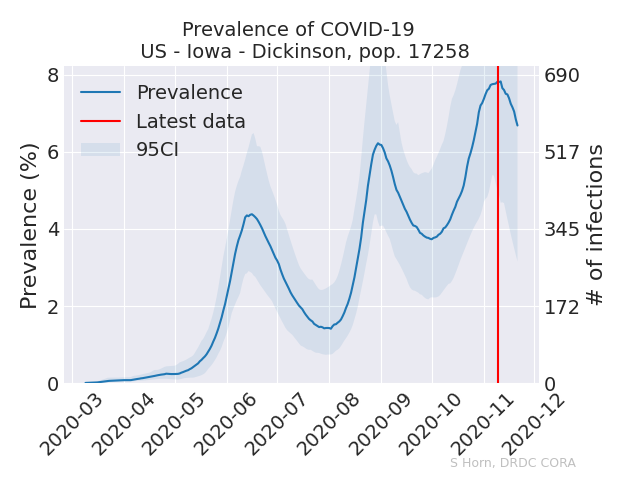 Prevalence of COVID-19
US - Iowa - Dickinson, pop. 17258
Prevalence (%)
8
6
4
2
0
Prevalence
Latest data
95CI
690
517
345
172
0
# of infections
2020-03
2020-04
2020-05
2020-06
2020-07
2020-08
2020-09
2020-10
2020-11
2020-12
S Horn, DRDC CORA